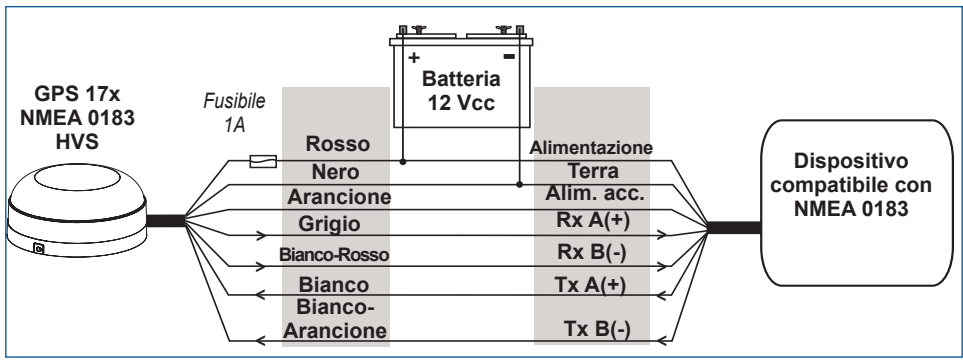 GPS 17x
NMEA 0183
HVS
Fusibile
1A
+ -
Batteria
12 Vcc
Rosso
Alimentazione
Nero
Terra
Arancione
Alim. acc.
Grigio
Rx A(+)
Bianco-Rosso
Rx B(-)
Bianco
Tx A(+)
Bianco-
Arancione
Tx B(-)
Dispositivo
compatibile con
NMEA 0183